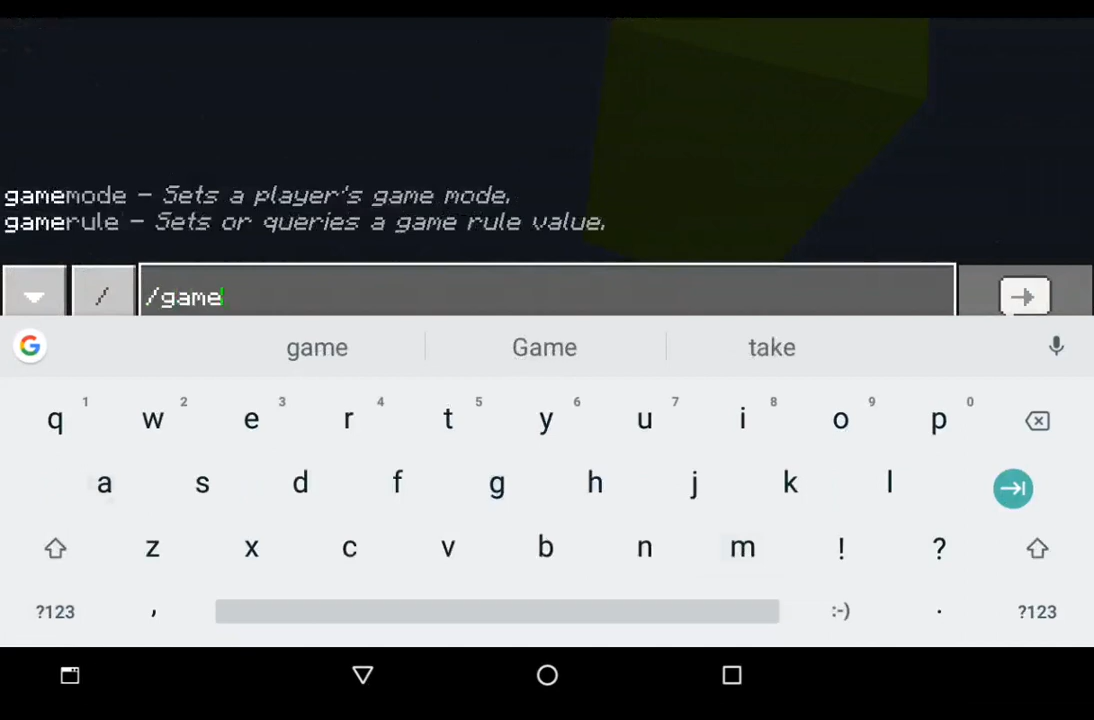 gamemode - Sets a player's game mode.
gamerule - Sets or queries a game rule value.
/ /game
G game Game take
q 1 w 2 e 3 r 4 t 5 y 6 u 7 i 8 o 9 p 0
a s d f g h j k l
z x c v b n m ! ?
?123 , :-) . ?123